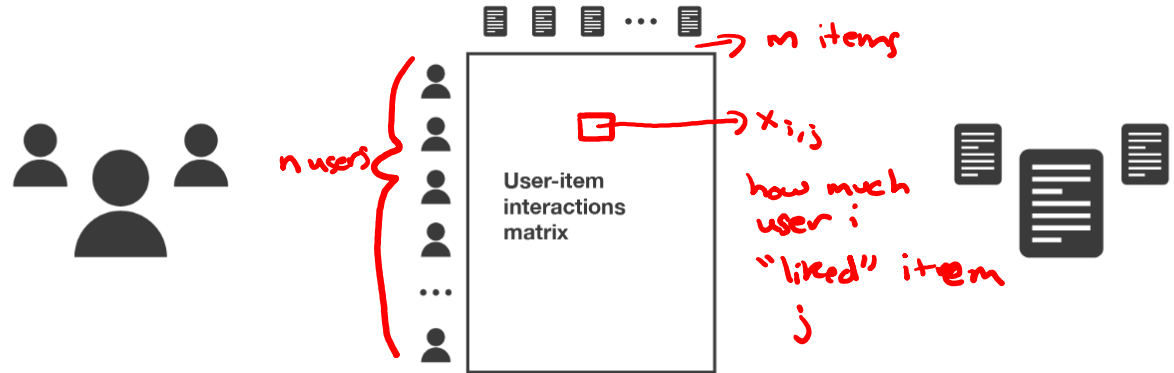 m items
n users
x i,j
User-item
interactions
matrix
how much
user i
"liked" item
j